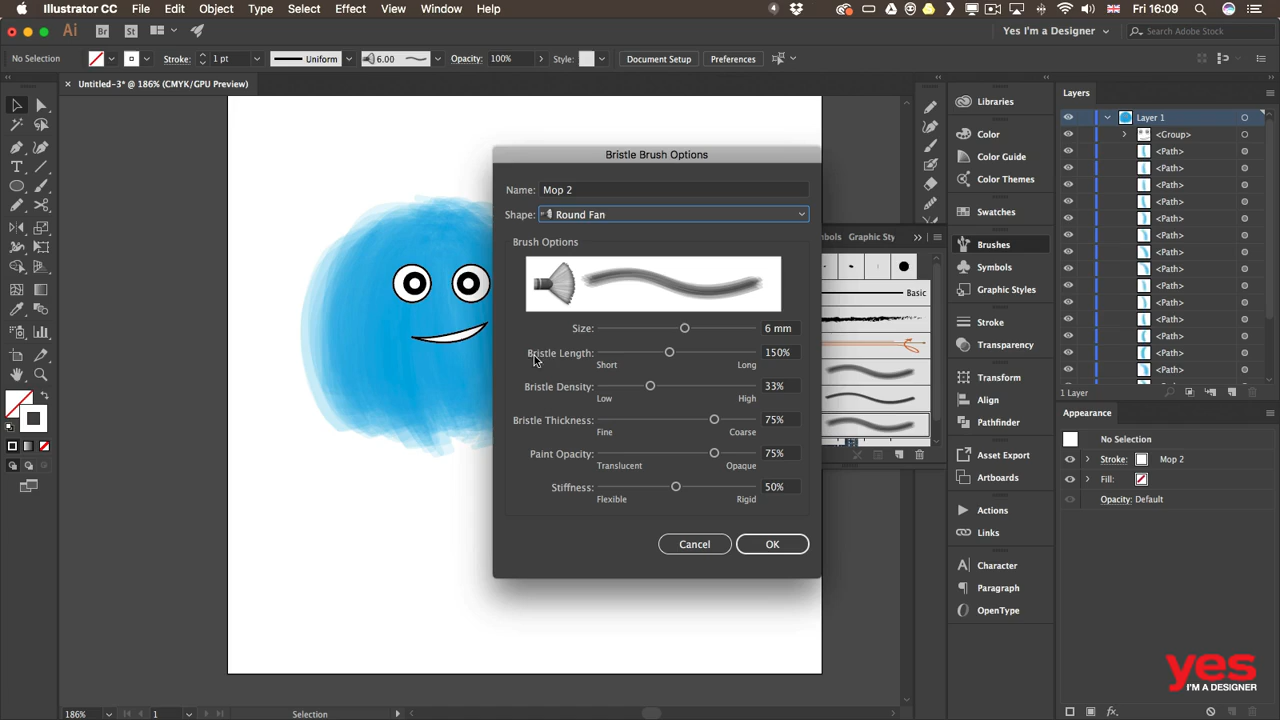 Illustrator CC File Edit Object Type Select Effect View Window Help
Fri 16:09
Ai Br St
Yes I'm a Designer
Search Adobe Stock
No Selection Stroke: 1 pt Uniform 6.00 Opacity: 100% Style: Document Setup Preferences
Untitled-3* @ 186% (CMYK/GPU Preview)
Bristle Brush Options
Name: Mop 2
Shape: Round Fan
Brush Options
Size: 6 mm
Bristle Length: 150%
Short Long
Bristle Density: 33%
Low High
Bristle Thickness: 75%
Fine Coarse
Paint Opacity: 75%
Translucent Opaque
Stiffness: 50%
Flexible Rigid
Cancel OK
Graphic Sty
Basic
Libraries
Color
Color Guide
Color Themes
Swatches
Brushes
Symbols
Graphic Styles
Stroke
Transparency
Transform
Align
Pathfinder
Asset Export
Artboards
Actions
Links
Character
Paragraph
OpenType
Layers
Layer 1
<Group>
<Path>
<Path>
<Path>
<Path>
<Path>
<Path>
<Path>
<Path>
<Path>
<Path>
<Path>
<Path>
<Path>
<Path>
1 Layer
Appearance
No Selection
Stroke: Mop 2
Fill:
Opacity: Default
yes
I'M A DESIGNER
186% 1 Selection